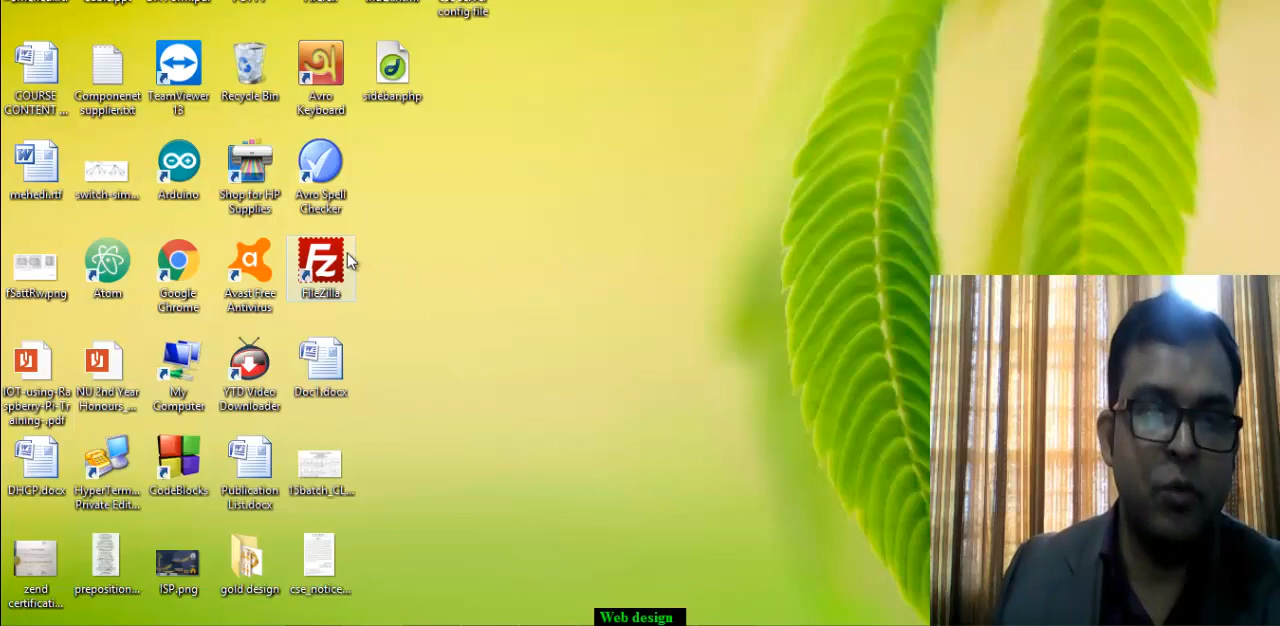 config file
COURSE
CONTENT ...
Componenet
supplier.txt
TeamViewer
13
Recycle Bin
Avro
Keyboard
sidebar.php
mehedi.rtf
switch-sim...
Arduino
Shop for HP
Supplies
Avro Spell
Checker
fSattRw.png
Atom
Google
Chrome
Avast Free
Antivirus
Fz
FileZilla
IOT-using-Ra
spberry-Pi-Tr
aining-.pdf
NU 2nd Year
Honours_...
My
Computer
YTD Video
Downloader
Doc1.docx
DHCP.docx
HyperTerm...
Private Edit...
CodeBlocks
Publication
List.docx
15batch_CL...
zend
certificati...
preposition...
ISP.png
gold design
cse_notice...
Web design